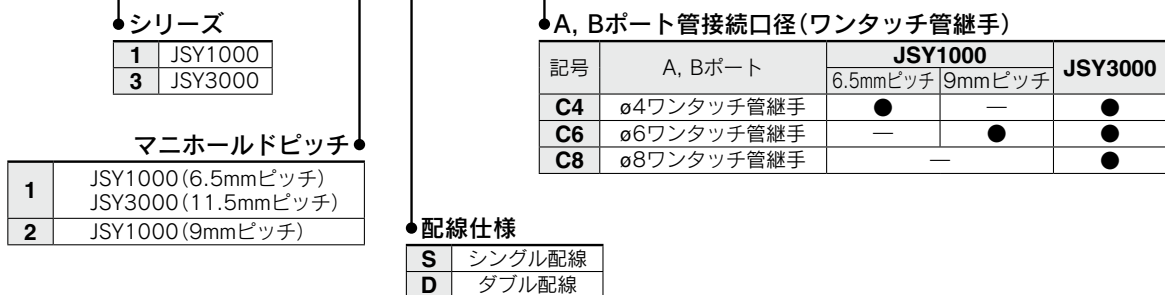 シリーズ
1 JSY1000
3 JSY3000
マニホールドピッチ
1 JSY1000(6.5mmピッチ)
JSY3000(11.5mmピッチ)
2 JSY1000(9mmピッチ)
配線仕様
S シングル配線
D ダブル配線
A, Bポート管接続口径(ワンタッチ管継手)
記号 A, Bポート JSY1000 JSY3000
6.5mmピッチ 9mmピッチ
C4 ø4ワンタッチ管継手 ● — ●
C6 ø6ワンタッチ管継手 — ● ●
C8 ø8ワンタッチ管継手 — ●